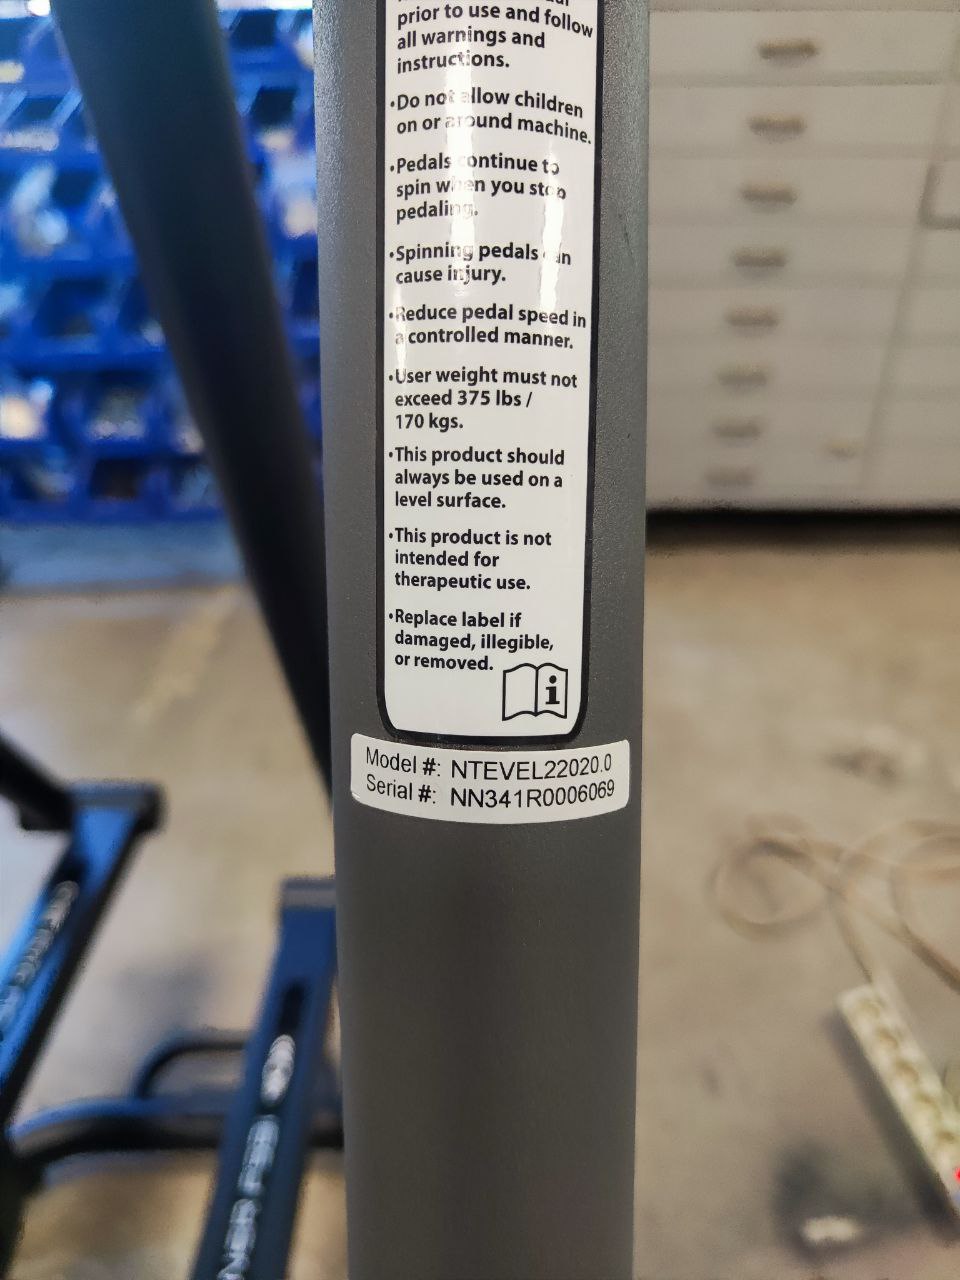 prior to use and follow
all warnings and
instructions.
•Do not allow children
on or around machine.
•Pedals continue to
spin when you stop
pedaling.
•Spinning pedals can
cause injury.
•Reduce pedal speed in
a controlled manner.
•User weight must not
exceed 375 lbs /
170 kgs.
•This product should
always be used on a
level surface.
•This product is not
intended for
therapeutic use.
•Replace label if
damaged, illegible,
or removed.
i
Model #: NTEVEL22020.0
Serial #: NN341R0006069